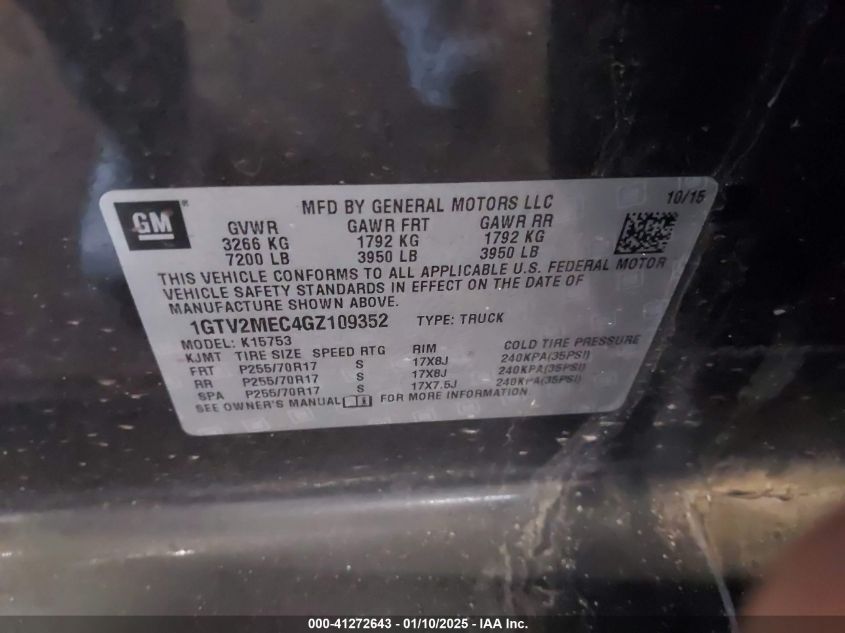 GM
MFD BY GENERAL MOTORS LLC 10/15
GVWR GAWR FRT GAWR RR
3266 KG 1792 KG 1792 KG
7200 LB 3950 LB 3950 LB
THIS VEHICLE CONFORMS TO ALL APPLICABLE U.S. FEDERAL MOTOR
VEHICLE SAFETY STANDARDS IN EFFECT ON THE DATE OF
MANUFACTURE SHOWN ABOVE.
1GTV2MEC4GZ109352 TYPE: TRUCK
MODEL: K15753
KJMT TIRE SIZE SPEED RTG RIM COLD TIRE PRESSURE
FRT P255/70R17 S 17X8J 240KPA(35PSI)
RR P255/70R17 S 17X8J 240KPA(35PSI)
SPA P255/70R17 S 17X7.5J 240KPA(35PSI)
SEE OWNER'S MANUAL FOR MORE INFORMATION
000-41272643 - 01/10/2025 - IAA Inc.